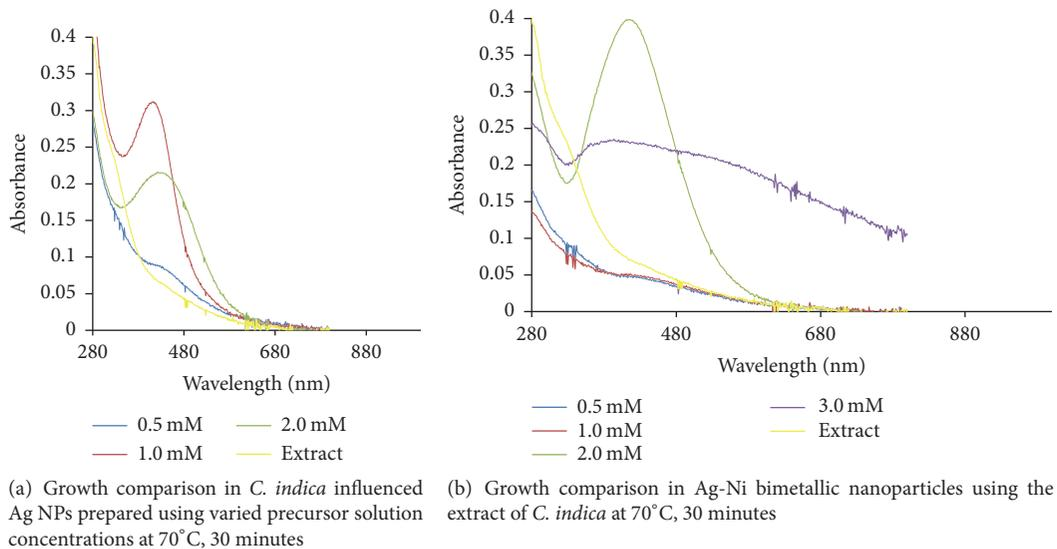 0.4
0.35
0.3
0.25
0.2
0.15
0.1
0.05
0
Absorbance
280 480 680 880
Wavelength (nm)
0.5 mM 2.0 mM
1.0 mM Extract
(a) Growth comparison in C. indica influenced
Ag NPs prepared using varied precursor solution
concentrations at 70°C, 30 minutes
0.4
0.35
0.3
0.25
0.2
0.15
0.1
0.05
0
Absorbance
280 480 680 880
Wavelength (nm)
0.5 mM 3.0 mM
1.0 mM Extract
2.0 mM
(b) Growth comparison in Ag-Ni bimetallic nanoparticles using the
extract of C. indica at 70°C, 30 minutes